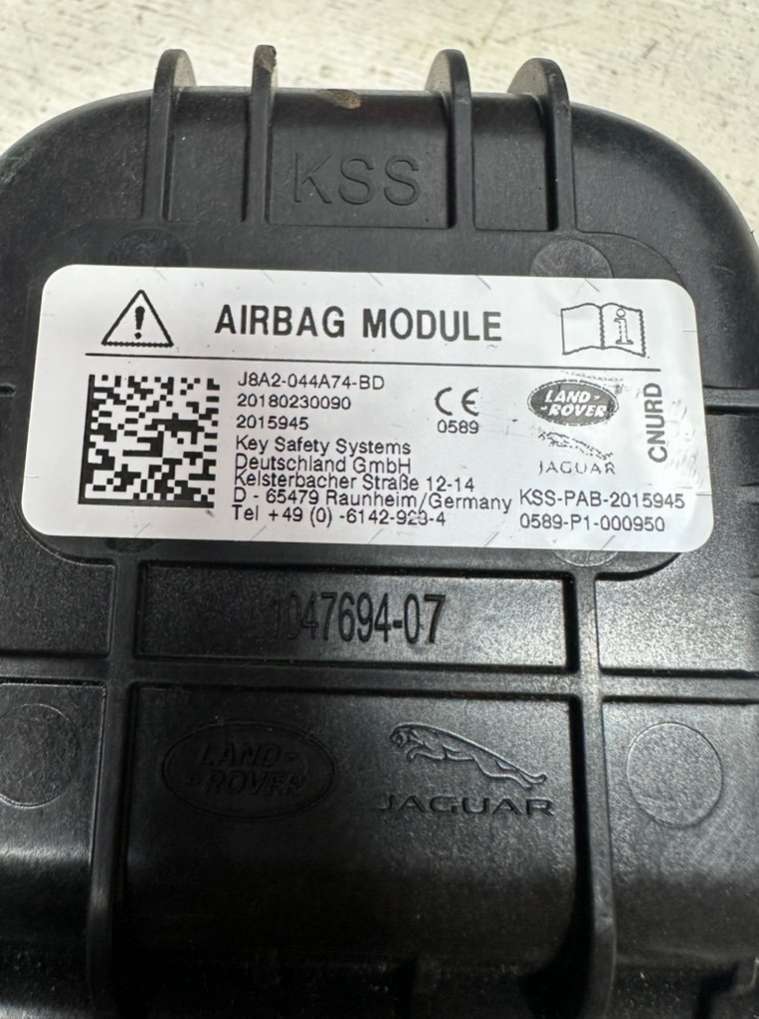 KSS
AIRBAG MODULE
J8A2-044A74-BD
20180230090
2015945
Key Safety Systems
Deutschland GmbH
Kelsterbacher Straße 12-14
D - 65479 Raunheim/Germany
Tel +49 (0) -6142-923-4
CE
0589
LAND-
-ROVER
JAGUAR
CNURD
KSS-PAB-2015945
0589-P1-000950
1047694-07
LAND-
-ROVER
JAGUAR